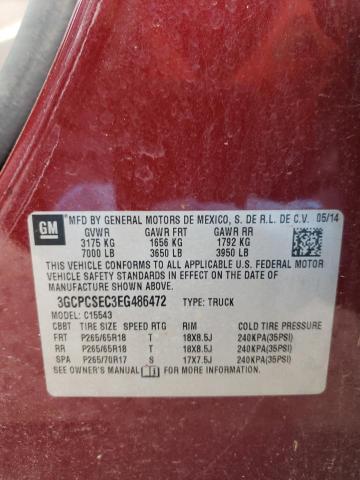 GM
MFD BY GENERAL MOTORS DE MEXICO, S. DE R.L. DE C.V. 05/14
GVWR GAWR FRT GAWR RR
3175 KG 1656 KG 1792 KG
7000 LB 3650 LB 3950 LB
THIS VEHICLE CONFORMS TO ALL APPLICABLE U.S. FEDERAL MOTOR
VEHICLE SAFETY STANDARDS IN EFFECT ON THE DATE OF
MANUFACTURE SHOWN ABOVE.
3GCPCSEC3EG486472 TYPE: TRUCK
MODEL: C15543
CBBT TIRE SIZE SPEED RTG RIM COLD TIRE PRESSURE
FRT P265/65R18 T 18X8.5J 240KPA(35PSI)
RR P265/65R18 T 18X8.5J 240KPA(35PSI)
SPA P265/70R17 S 17X7.5J 240KPA(35PSI)
SEE OWNER'S MANUAL FOR MORE INFORMATION.